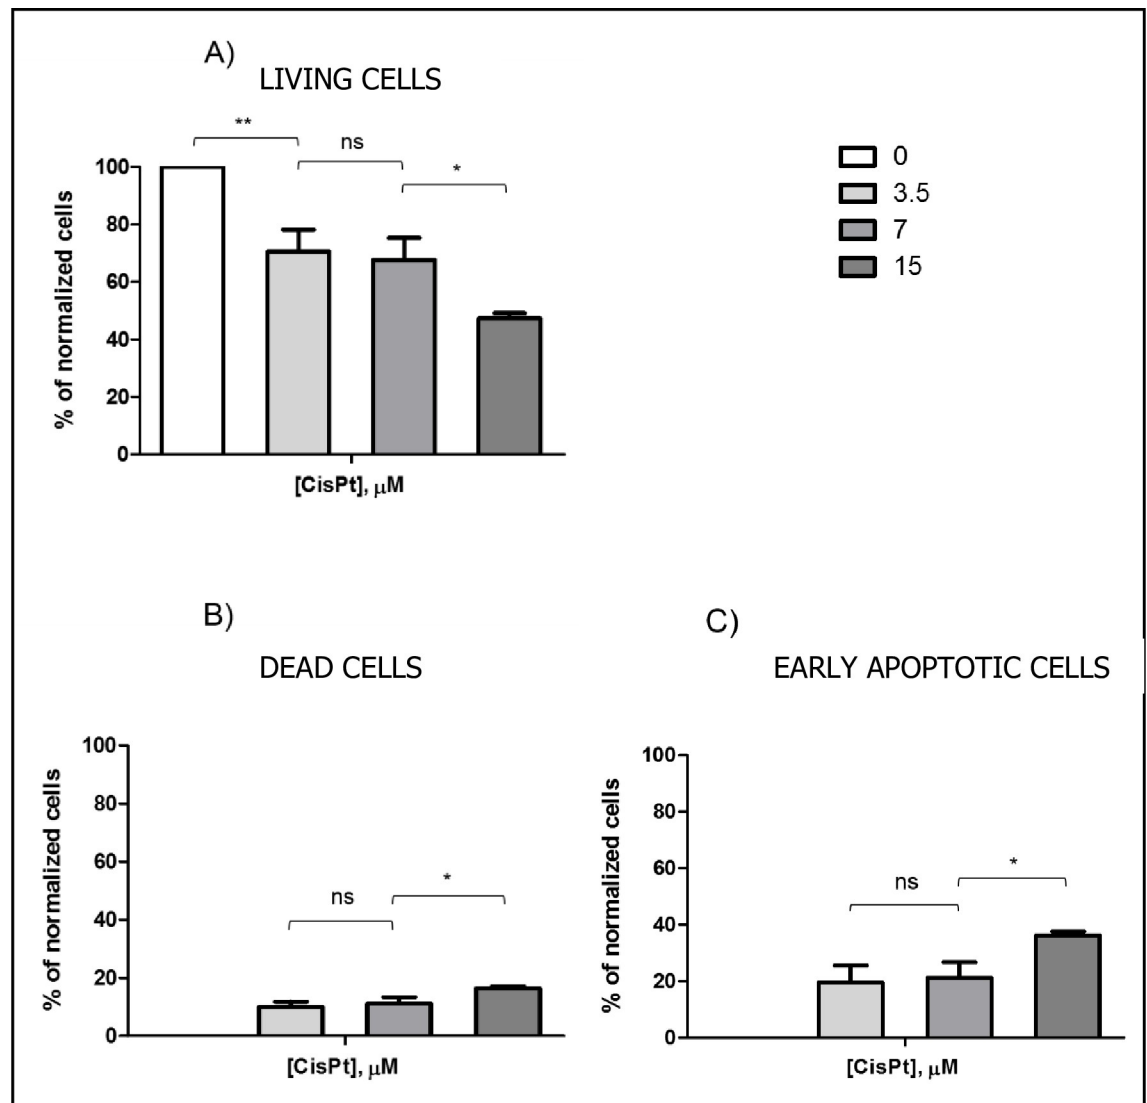 A)
LIVING CELLS
**
ns
*
100
80
60
40
20
0
% of normalized cells
[CisPt], μM
0
3.5
7
15
B)
DEAD CELLS
100
80
60
40
20
0
% of normalized cells
ns
*
[CisPt], μM
C)
EARLY APOPTOTIC CELLS
100
80
60
40
20
0
% of normalized cells
ns
*
[CisPt], μM